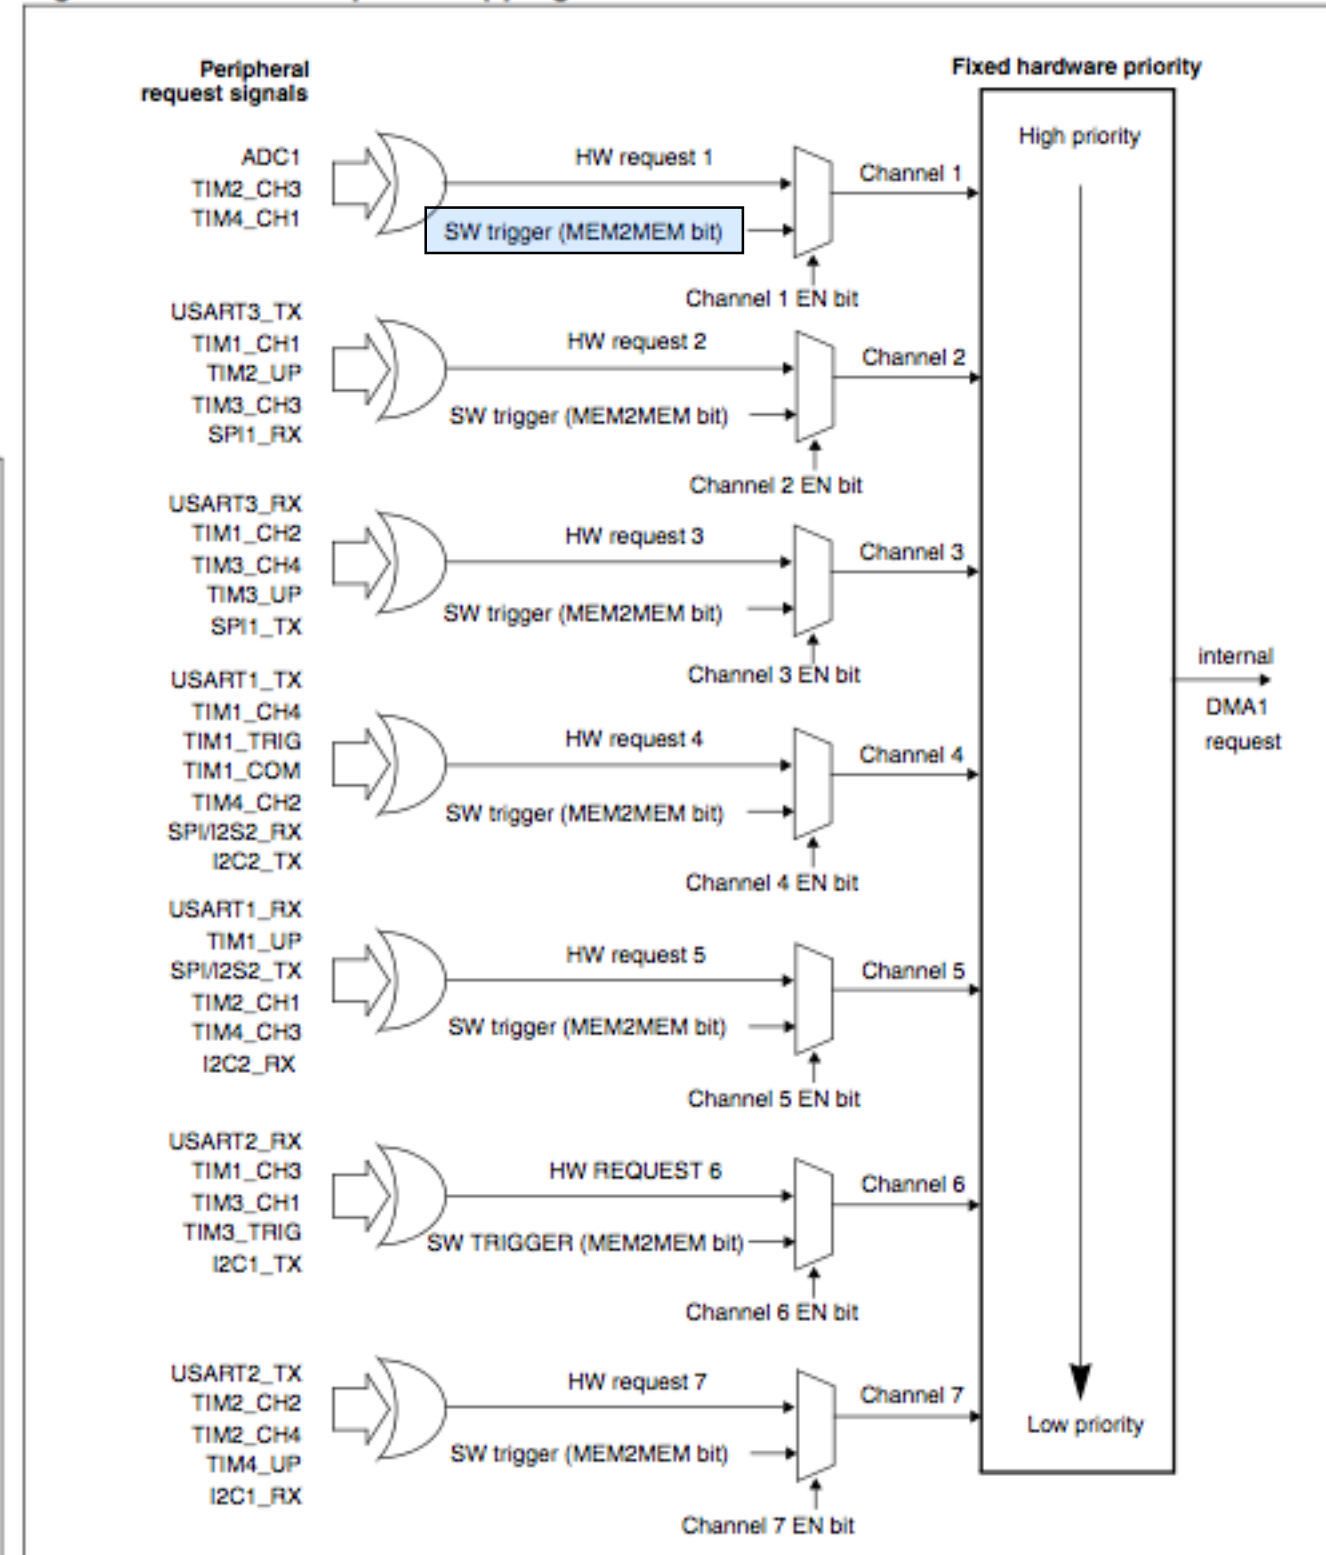 Peripheral
request signals
Fixed hardware priority
High priority
ADC1
TIM2_CH3
TIM4_CH1
HW request 1
SW trigger (MEM2MEM bit)
Channel 1
Channel 1 EN bit
USART3_TX
TIM1_CH1
TIM2_UP
TIM3_CH3
SPI1_RX
HW request 2
SW trigger (MEM2MEM bit)
Channel 2
Channel 2 EN bit
USART3_RX
TIM1_CH2
TIM3_CH4
TIM3_UP
SPI1_TX
HW request 3
SW trigger (MEM2MEM bit)
Channel 3
Channel 3 EN bit
internal
DMA1
request
USART1_TX
TIM1_CH4
TIM1_TRIG
TIM1_COM
TIM4_CH2
SPI/I2S2_RX
I2C2_TX
HW request 4
SW trigger (MEM2MEM bit)
Channel 4
Channel 4 EN bit
USART1_RX
TIM1_UP
SPI/I2S2_TX
TIM2_CH1
TIM4_CH3
I2C2_RX
HW request 5
SW trigger (MEM2MEM bit)
Channel 5
Channel 5 EN bit
USART2_RX
TIM1_CH3
TIM3_CH1
TIM3_TRIG
I2C1_TX
HW REQUEST 6
SW TRIGGER (MEM2MEM bit)
Channel 6
Channel 6 EN bit
USART2_TX
TIM2_CH2
TIM2_CH4
TIM4_UP
I2C1_RX
HW request 7
SW trigger (MEM2MEM bit)
Channel 7
Channel 7 EN bit
Low priority